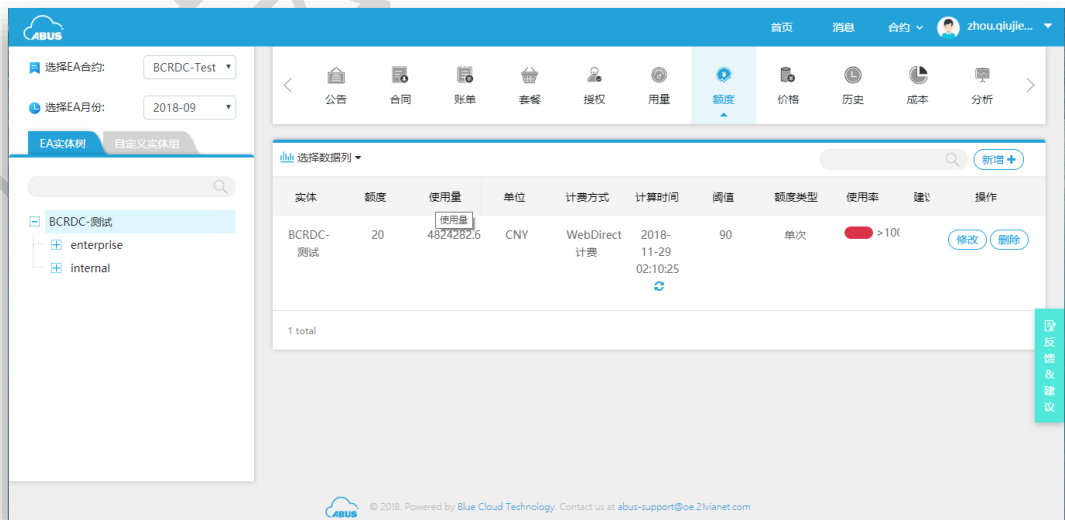 ABUS
首页 消息 合约 zhou.qiujie...
选择EA合约: BCRDC-Test
选择EA月份: 2018-09
EA实体树 自定义实体组
BCRDC-测试
enterprise
internal
公告 合同 账单 套餐 授权 用量 额度 价格 历史 成本 分析
选择数据列 新增
实体 额度 使用量 单位 计费方式 计算时间 阈值 额度类型 使用率 操作
使用量
BCRDC- 20 4824282.6 CNY WebDirect 2018- 90 单次 >10( 修改 删除
测试 计费 11-29
02:10:25
1 total
反馈&建议
ABUS © 2018. Powered by Blue Cloud Technology. Contact us at abus-support@oe.21vianet.com